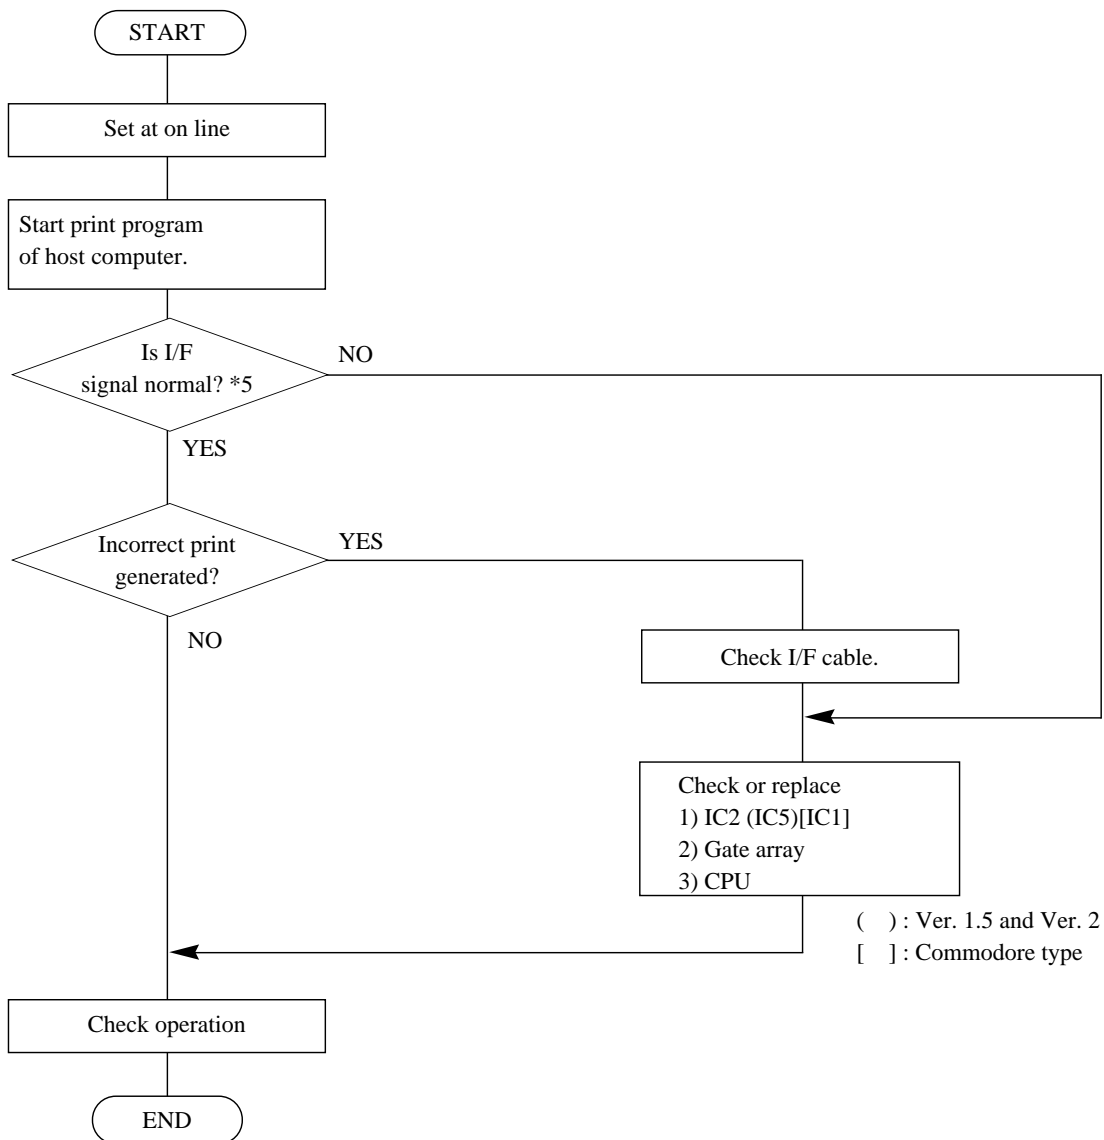 START
Set at on line
Start print program
of host computer.
Is I/F
signal normal? *5
NO
YES
Incorrect print
generated?
YES
NO
Check I/F cable.
Check or replace
1) IC2 (IC5)[IC1]
2) Gate array
3) CPU
( ) : Ver. 1.5 and Ver. 2
[ ] : Commodore type
Check operation
END